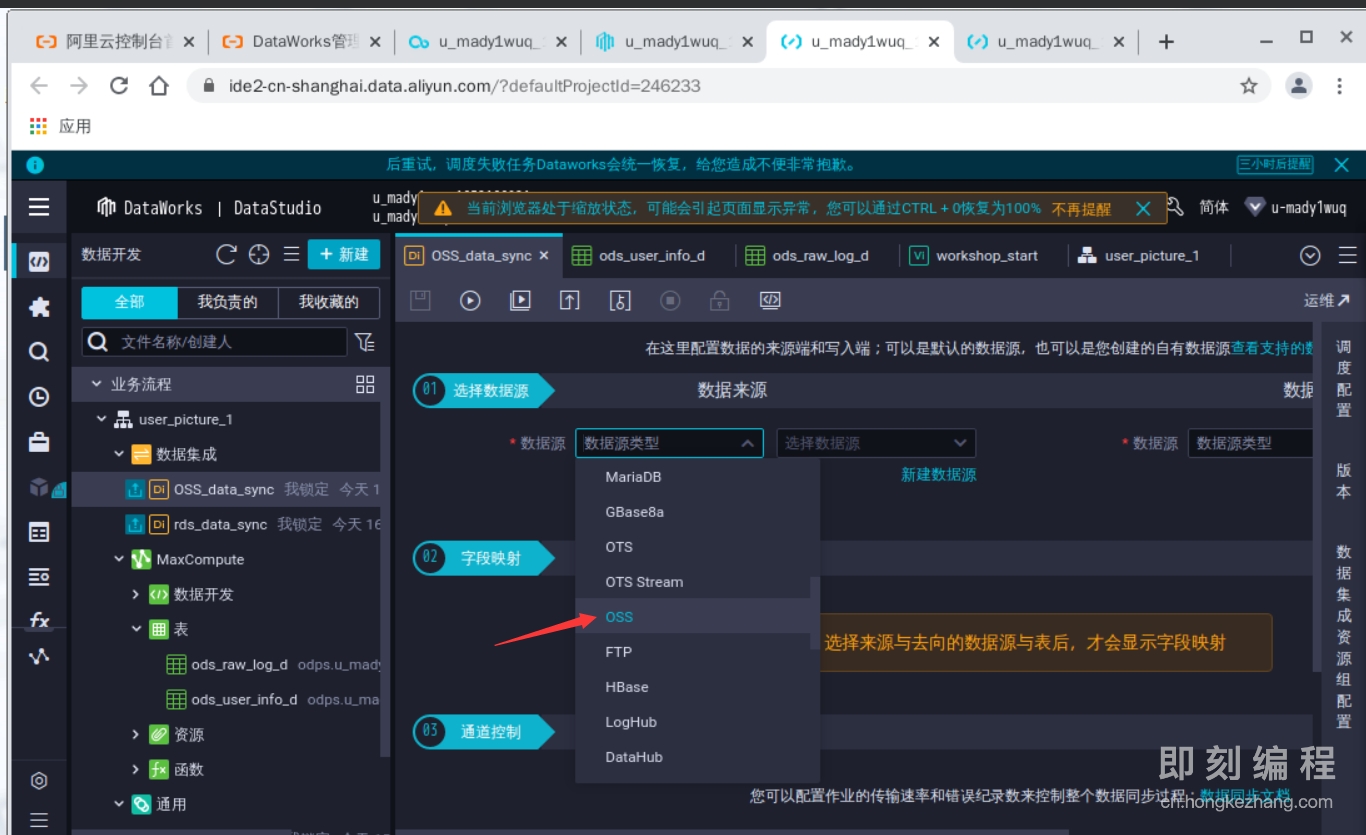 阿里云控制台首
DataWorks管理
u_mady1wuq_
u_mady1wuq_
u_mady1wuq_
u_mady1wuq_
ide2-cn-shanghai.data.aliyun.com/?defaultProjectId=246233
应用
后重试，调度失败任务Dataworks会统一恢复，给您造成不便非常抱歉。
三小时后提醒
DataWorks | DataStudio
u_mady
u_mady
当前浏览器处于缩放状态，可能会引起页面显示异常，您可以通过CTRL + 0恢复为100% 不再提醒
简体
u-mady1wuq
数据开发
+ 新建
Di OSS_data_sync
ods_user_info_d
ods_raw_log_d
VI workshop_start
user_picture_1
全部
我负责的
我收藏的
运维
文件名称/创建人
在这里配置数据的来源端和写入端；可以是默认的数据源，也可以是您创建的自有数据源查看支持的数
业务流程
01 选择数据源
数据来源
数据
user_picture_1
* 数据源
数据源类型
选择数据源
* 数据源
数据源类型
数据集成
新建数据源
Di OSS_data_sync 我锁定 今天 1
Di rds_data_sync 我锁定 今天 16
MaxCompute
数据开发
表
ods_raw_log_d odps.u_mady
ods_user_info_d odps.u_ma
资源
fx 函数
通用
fx
MariaDB
GBase8a
OTS
OTS Stream
OSS
FTP
HBase
LogHub
DataHub
02 字段映射
选择来源与去向的数据源与表后，才会显示字段映射
03 通道控制
您可以配置作业的传输速率和错误纪录数来控制整个数据同步过程：数据同步文档
调度配置
版本
数据集成资源组配置
即刻编程
cn.hongkezhang.com